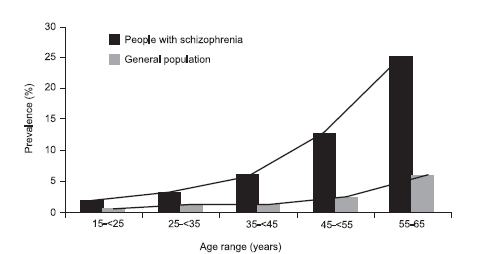 30
People with schizophrenia
25
General population
20
15
Prevalence (%)
10
5
0
15–<25 25–<35 35–<45 45–<55 55-65
Age range (years)